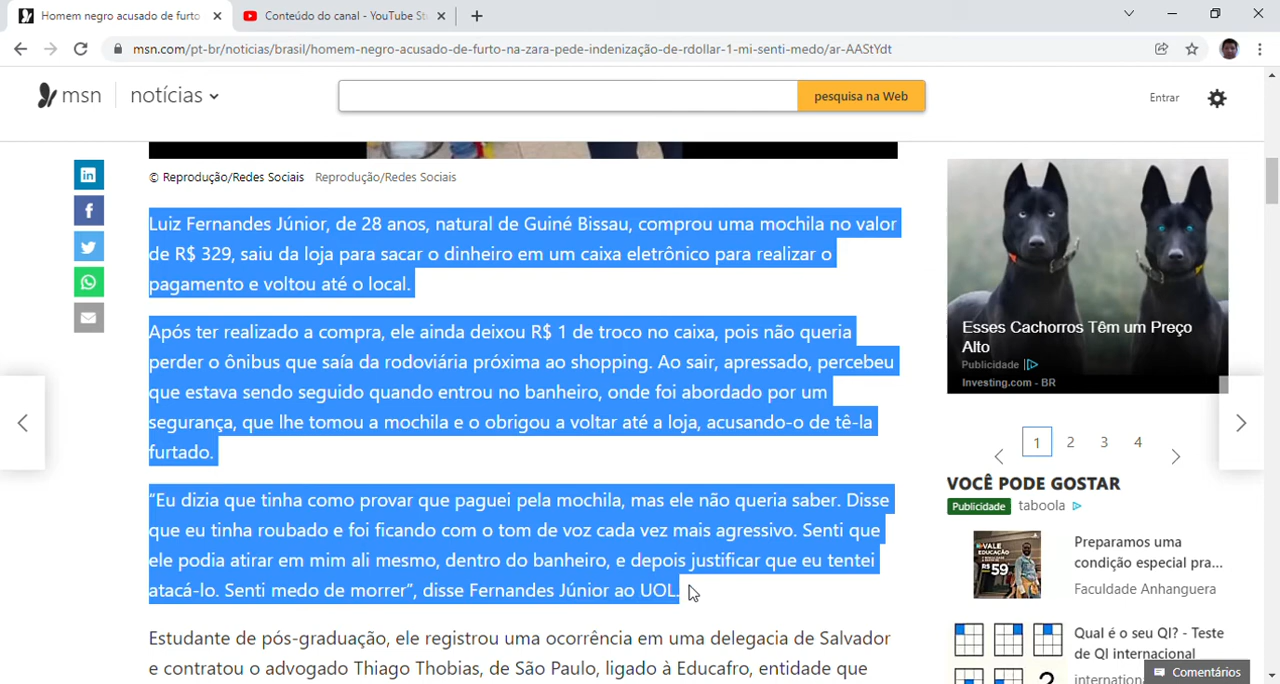 Homem negro acusado de furto
Conteúdo do canal - YouTube St
msn.com/pt-br/noticias/brasil/homem-negro-acusado-de-furto-na-zara-pede-indenização-de-rdollar-1-mi-senti-medo/ar-AAStYdt
msn
notícias
pesquisa na Web
Entrar
© Reprodução/Redes Sociais Reprodução/Redes Sociais
Luiz Fernandes Júnior, de 28 anos, natural de Guiné Bissau, comprou uma mochila no valor
de R$ 329, saiu da loja para sacar o dinheiro em um caixa eletrônico para realizar o
pagamento e voltou até o local.
Após ter realizado a compra, ele ainda deixou R$ 1 de troco no caixa, pois não queria
perder o ônibus que saía da rodoviária próxima ao shopping. Ao sair, apressado, percebeu
que estava sendo seguido quando entrou no banheiro, onde foi abordado por um
segurança, que lhe tomou a mochila e o obrigou a voltar até a loja, acusando-o de tê-la
furtado.
“Eu dizia que tinha como provar que paguei pela mochila, mas ele não queria saber. Disse
que eu tinha roubado e foi ficando com o tom de voz cada vez mais agressivo. Senti que
ele podia atirar em mim ali mesmo, dentro do banheiro, e depois justificar que eu tentei
atacá-lo. Senti medo de morrer”, disse Fernandes Júnior ao UOL.
Estudante de pós-graduação, ele registrou uma ocorrência em uma delegacia de Salvador
e contratou o advogado Thiago Thobias, de São Paulo, ligado à Educafro, entidade que
Esses Cachorros Têm um Preço
Alto
Publicidade
Investing.com - BR
1 2 3 4
VOCÊ PODE GOSTAR
Publicidade taboola
VALE
EDUCAÇÃO
R$59
Preparamos uma
condição especial pra...
Faculdade Anhanguera
Qual é o seu QI? - Teste
de QI internacional
internation
Comentários